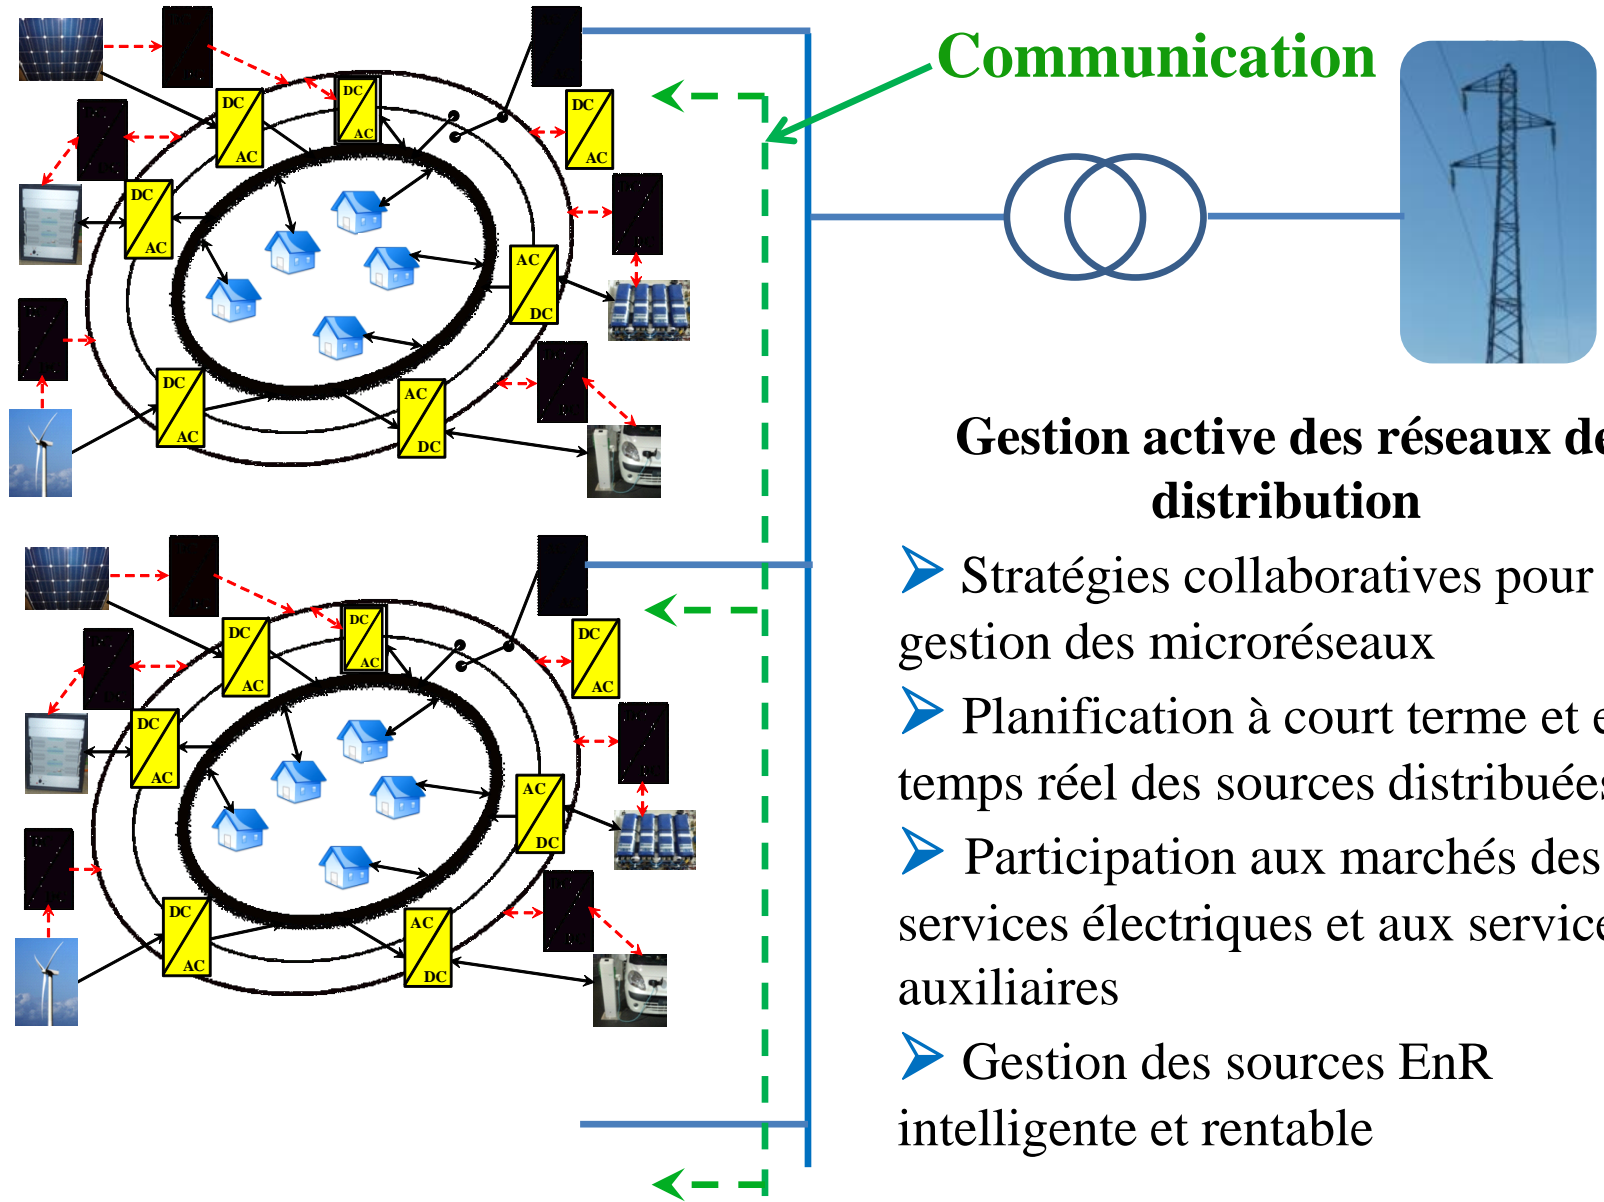 Communication
DC
AC
DC
AC
DC
AC
DC
AC
AC
DC
DC
AC
AC
DC
DC
AC
DC
AC
DC
AC
DC
AC
AC
DC
DC
AC
AC
DC
Gestion active des réseaux de
distribution
Stratégies collaboratives pour
gestion des microréseaux
Planification à court terme et e
temps réel des sources distribuées
Participation aux marchés des
services électriques et aux service
auxiliaires
Gestion des sources EnR
intelligente et rentable